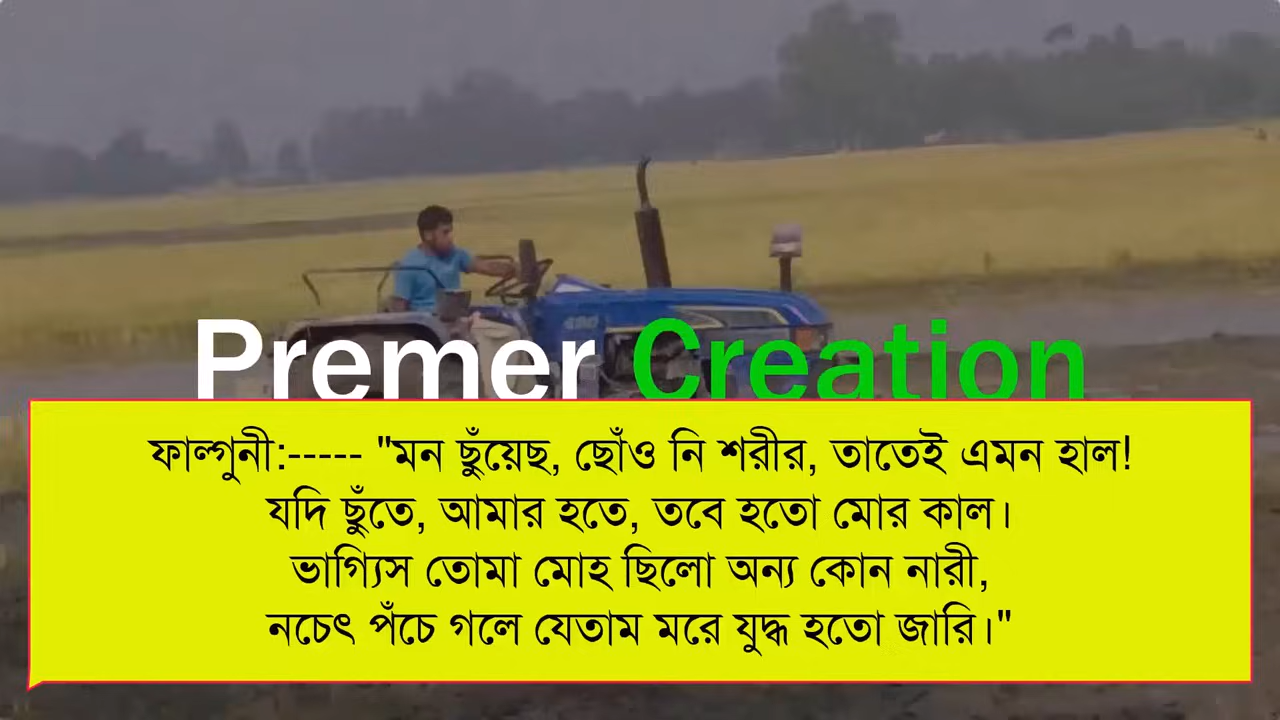 Premer Creation
ফাল্গুনী:----- "মন ছুঁয়েছ, ছোঁও নি শরীর, তাতেই এমন হাল!
যদি ছুঁতে, আমার হতে, তবে হতো মোর কাল।
ভাগ্যিস তোমা মোহ ছিলো অন্য কোন নারী,
নচেৎ পঁচে গলে যেতাম মরে যুদ্ধ হতো জারি।"